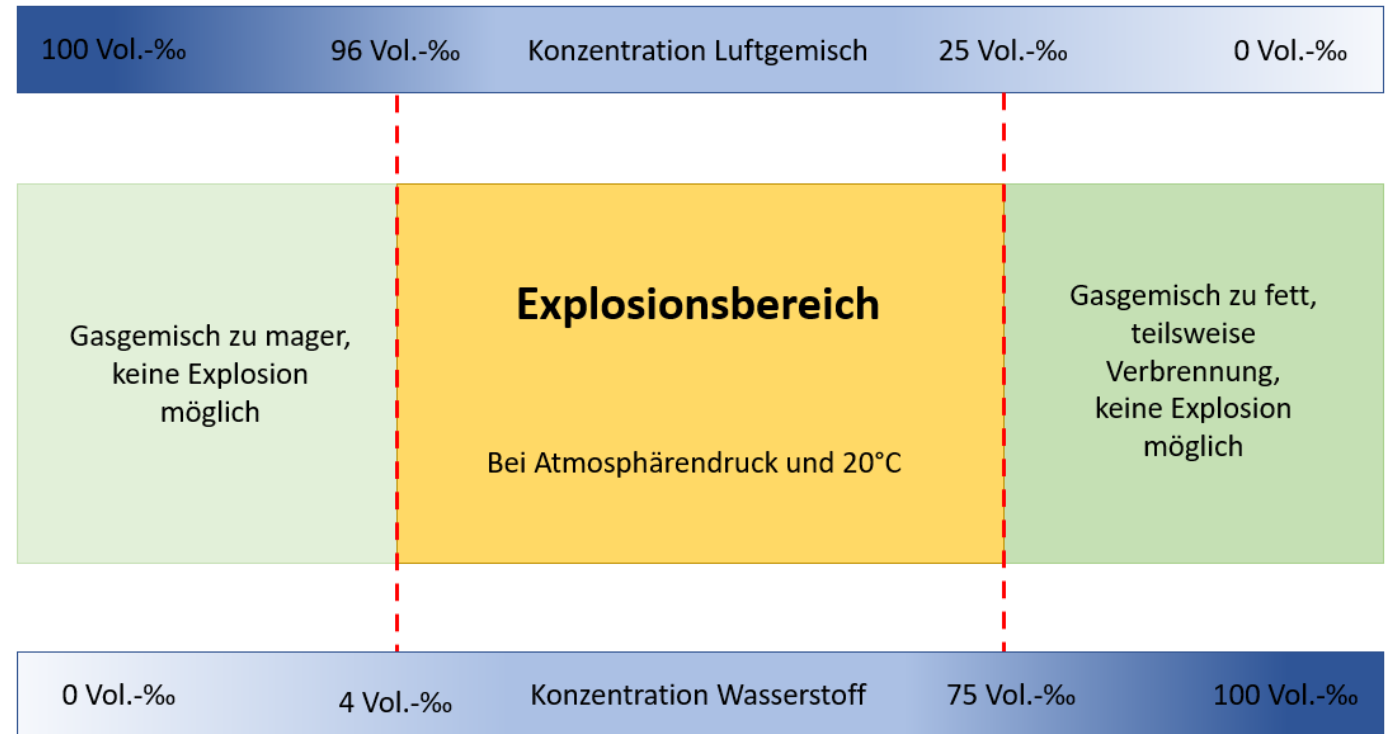 100 Vol.-‰ 96 Vol.-‰ Konzentration Luftgemisch 25 Vol.-‰ 0 Vol.-‰
Gasgemisch zu mager,
keine Explosion
möglich
Explosionsbereich
Bei Atmosphärendruck und 20°C
Gasgemisch zu fett,
teilsweise
Verbrennung,
keine Explosion
möglich
0 Vol.-‰ 4 Vol.-‰ Konzentration Wasserstoff 75 Vol.-‰ 100 Vol.-‰